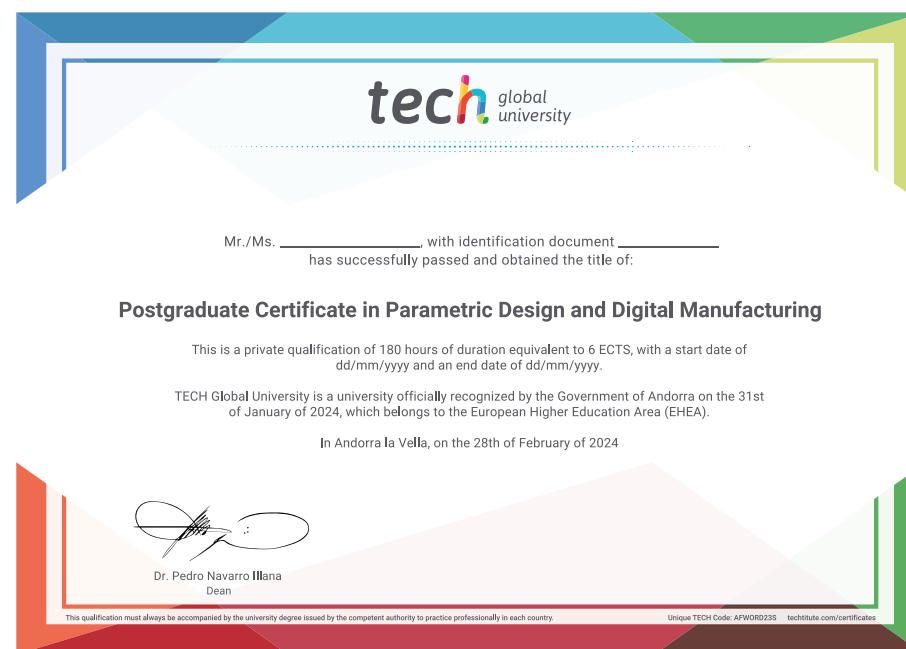 tech global
university
Mr./Ms. ____________________, with identification document ______________
has successfully passed and obtained the title of:
Postgraduate Certificate in Parametric Design and Digital Manufacturing
This is a private qualification of 180 hours of duration equivalent to 6 ECTS, with a start date of
dd/mm/yyyy and an end date of dd/mm/yyyy.
TECH Global University is a university officially recognized by the Government of Andorra on the 31st
of January of 2024, which belongs to the European Higher Education Area (EHEA).
In Andorra la Vella, on the 28th of February of 2024
Dr. Pedro Navarro Illana
Dean
This qualification must always be accompanied by the university degree issued by the competent authority to practice professionally in each country.
Unique TECH Code: AFWORD23S techtitute.com/certificates